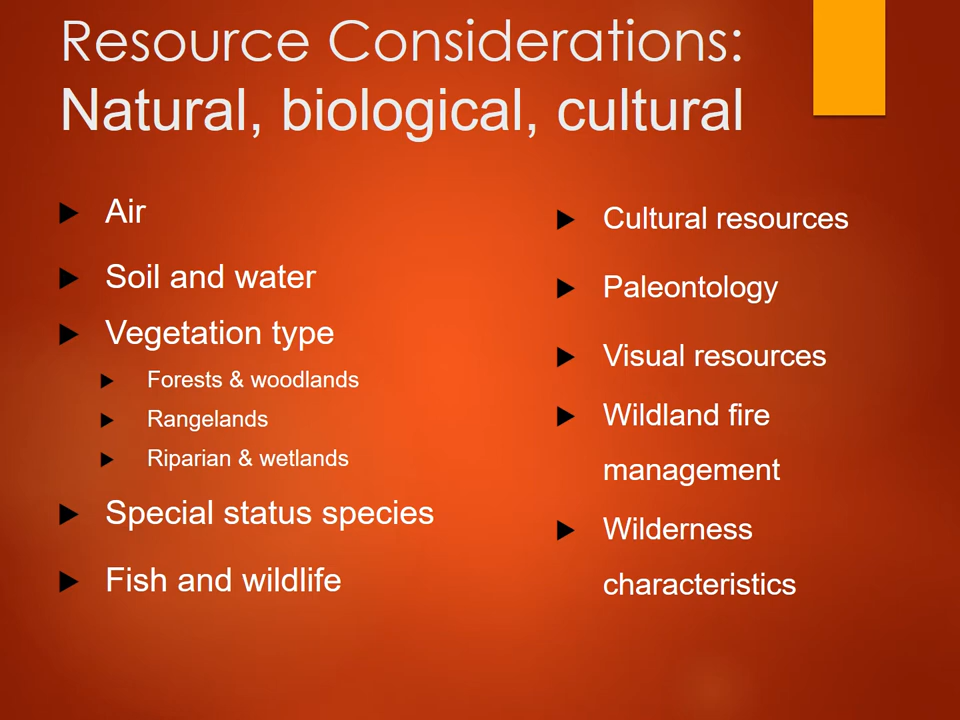 Resource Considerations:
Natural, biological, cultural
Air
Soil and water
Vegetation type
Forests & woodlands
Rangelands
Riparian & wetlands
Special status species
Fish and wildlife
Cultural resources
Paleontology
Visual resources
Wildland fire
management
Wilderness
characteristics